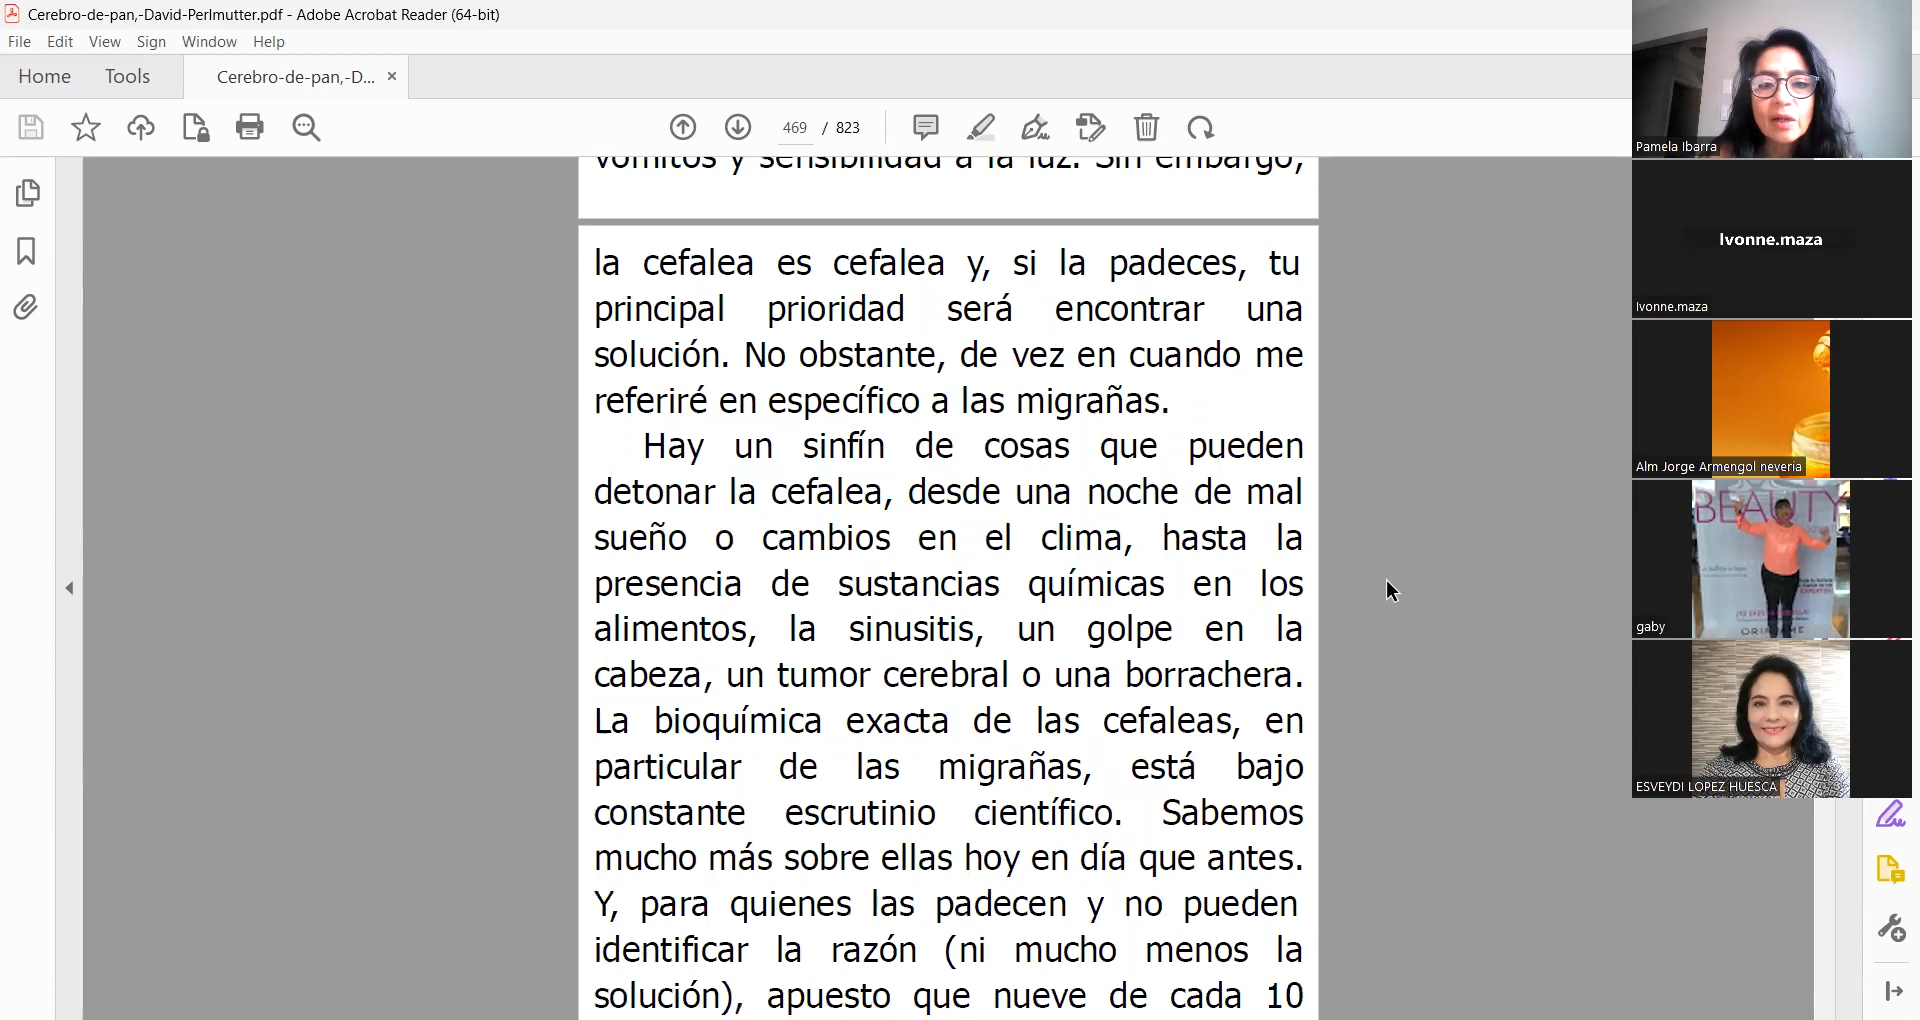 Cerebro-de-pan,-David-Perlmutter.pdf - Adobe Acrobat Reader (64-bit)
File Edit View Sign Window Help
Home Tools Cerebro-de-pan,-D... ×
469 / 823
vómitos y sensibilidad a la luz. Sin embargo,
la cefalea es cefalea y, si la padeces, tu
principal prioridad será encontrar una
solución. No obstante, de vez en cuando me
referiré en específico a las migrañas.
Hay un sinfín de cosas que pueden
detonar la cefalea, desde una noche de mal
sueño o cambios en el clima, hasta la
presencia de sustancias químicas en los
alimentos, la sinusitis, un golpe en la
cabeza, un tumor cerebral o una borrachera.
La bioquímica exacta de las cefaleas, en
particular de las migrañas, está bajo
constante escrutinio científico. Sabemos
mucho más sobre ellas hoy en día que antes.
Y, para quienes las padecen y no pueden
identificar la razón (ni mucho menos la
solución), apuesto que nueve de cada 10
Pamela Ibarra
Ivonne.maza
Ivonne.maza
Alm Jorge Armengol neveria
BEAUTY
gaby
ESVEYDI LOPEZ HUESCA